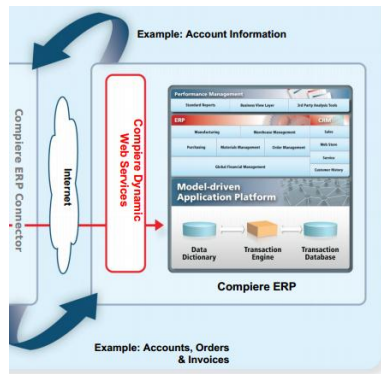 Example: Account Information
Compiere ERP Connector
Internet
Compiere Dynamic
Web Services
Performance Management
Standard Reports
Business View Layer
3rd Party Analysis Tools
ERP
CRM
Manufacturing
Warehouse Management
Sales
Purchasing
Materials Management
Order Management
Web Store
Service
Global Financial Management
Customer History
Model-driven
Application Platform
Data
Dictionary
Transaction
Engine
Transaction
Database
Compiere ERP
Example: Accounts, Orders
& Invoices